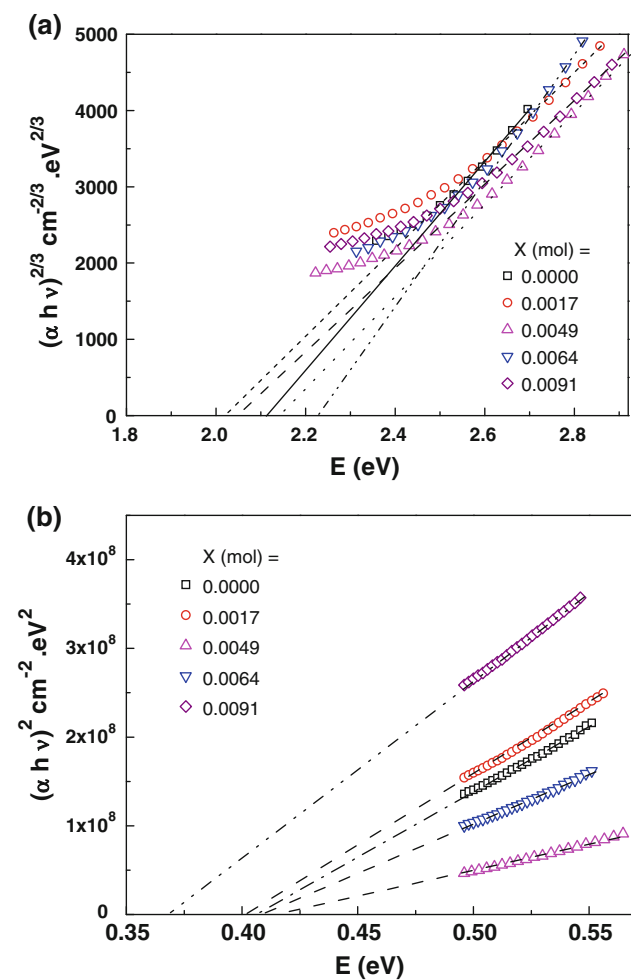 (a)
5000
4000
3000
2000
1000
0
(α h ν)^2/3 cm^-2/3 .eV^2/3
X (mol) =
0.0000
0.0017
0.0049
0.0064
0.0091
1.8 2.0 2.2 2.4 2.6 2.8
E (eV)
(b)
4x10^8
3x10^8
2x10^8
1x10^8
0
(α h ν)^2 cm^-2 .eV^2
X (mol) =
0.0000
0.0017
0.0049
0.0064
0.0091
0.35 0.40 0.45 0.50 0.55
E (eV)